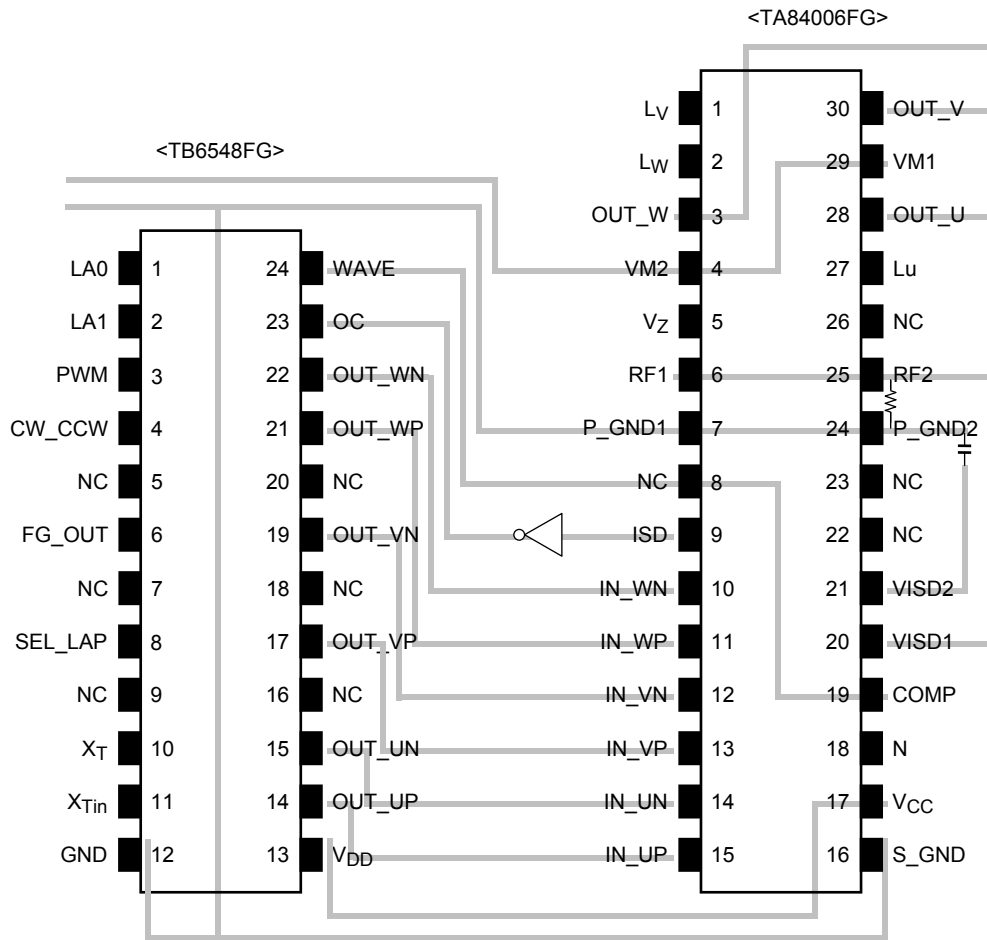 <TA84006FG>
<TB6548FG>
LA0 1 24 WAVE
LA1 2 23 OC
PWM 3 22 OUT_WN
CW_CCW 4 21 OUT_WP
NC 5 20 NC
FG_OUT 6 19 OUT_VN
NC 7 18 NC
SEL_LAP 8 17 OUT_VP
NC 9 16 NC
XT 10 15 OUT_UN
XTin 11 14 OUT_UP
GND 12 13 VDD
LV 1 30 OUT_V
LW 2 29 VM1
OUT_W 3 28 OUT_U
VM2 4 27 Lu
VZ 5 26 NC
RF1 6 25 RF2
P_GND1 7 24 P_GND2
NC 8 23 NC
ISD 9 22 NC
IN_WN 10 21 VISD2
IN_WP 11 20 VISD1
IN_VN 12 19 COMP
IN_VP 13 18 N
IN_UN 14 17 VCC
IN_UP 15 16 S_GND